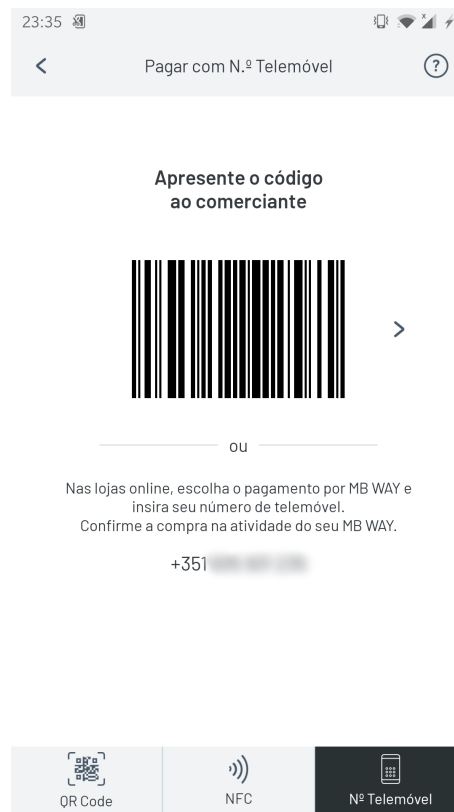 23:35
Pagar com N.º Telemóvel
?
Apresente o código
ao comerciante
ou
Nas lojas online, escolha o pagamento por MB WAY e
insira seu número de telemóvel.
Confirme a compra na atividade do seu MB WAY.
+351
QR Code
NFC
Nº Telemóvel